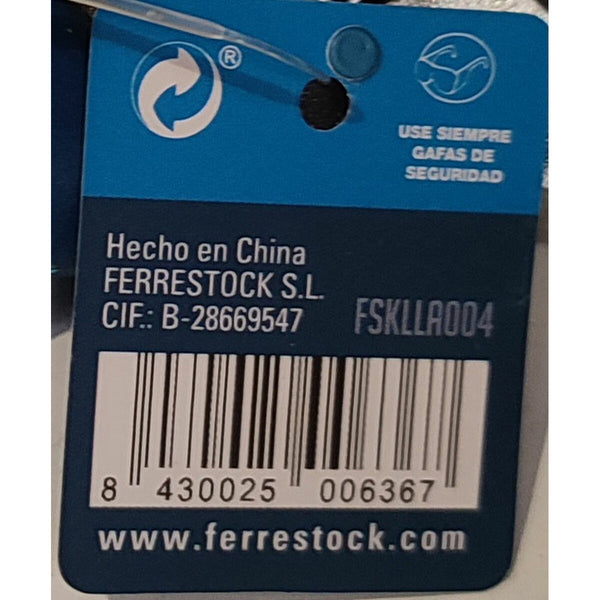 ®
USE SIEMPRE
GAFAS DE
SEGURIDAD
Hecho en China
FERRESTOCK S.L.
CIF.: B-28669547
FSKLLA004
8 430025 006367
www.ferrestock.com